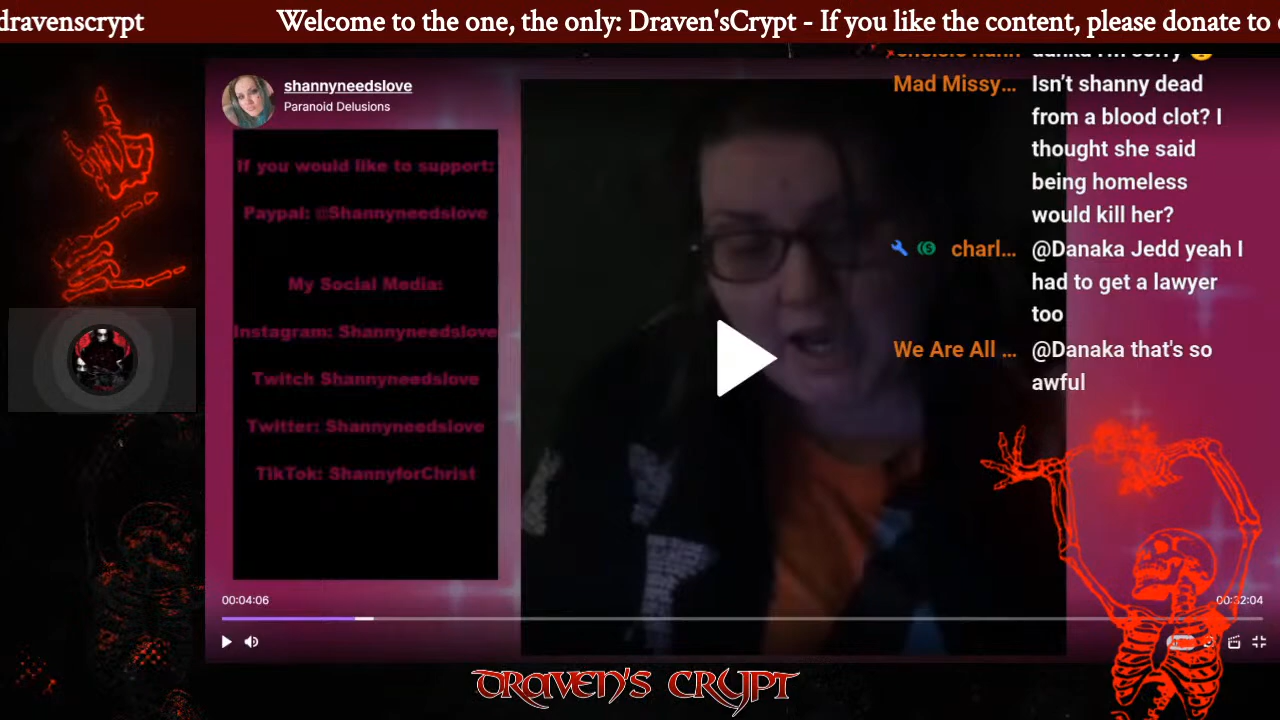 dravenscrypt
Welcome to the one, the only: Draven'sCrypt - If you like the content, please donate to
shannyneedslove
Paranoid Delusions
If you would like to support:
Paypal: @Shannyneedslove
My Social Media:
Instagram: Shannyneedslove
Twitch Shannyneedslove
Twitter: Shannyneedslove
TikTok: ShannyforChrist
Mad Missy… Isn’t shanny dead
from a blood clot? I
thought she said
being homeless
would kill her?
charl… @Danaka Jedd yeah I
had to get a lawyer
too
We Are All … @Danaka that's so
awful
00:04:06
00:32:04
DRAVEN'S CRYPT